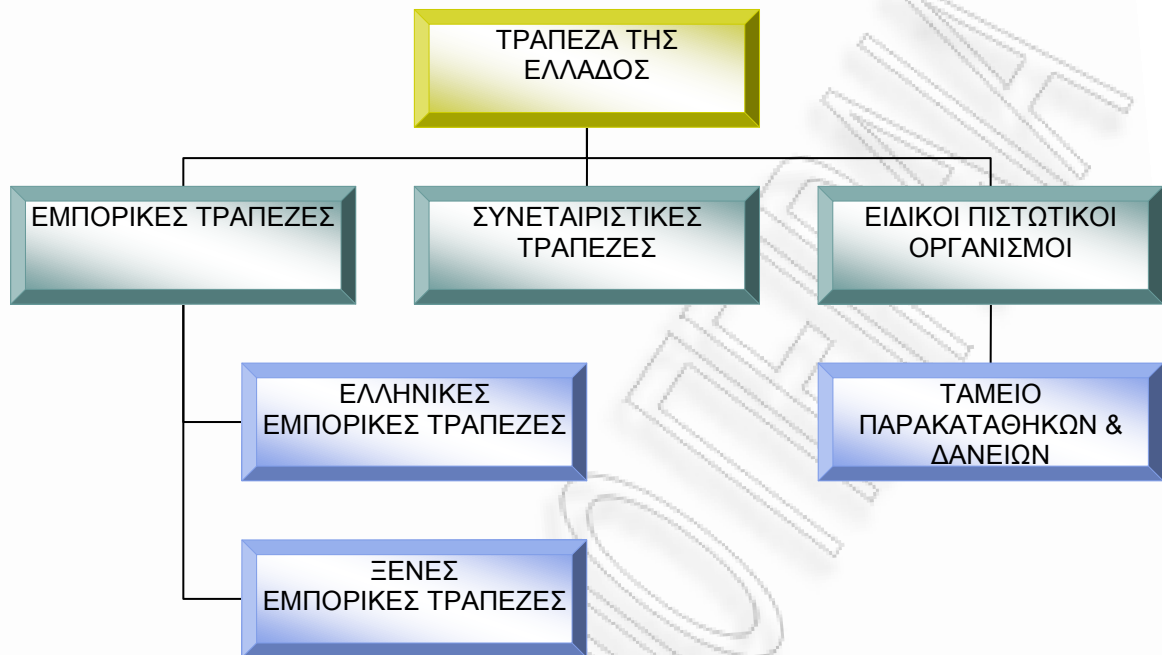 ΤΡΑΠΕΖΑ ΤΗΣ
ΕΛΛΑΔΟΣ
ΕΜΠΟΡΙΚΕΣ ΤΡΑΠΕΖΕΣ
ΣΥΝΕΤΑΙΡΙΣΤΙΚΕΣ
ΤΡΑΠΕΖΕΣ
ΕΙΔΙΚΟΙ ΠΙΣΤΩΤΙΚΟΙ
ΟΡΓΑΝΙΣΜΟΙ
ΕΛΛΗΝΙΚΕΣ
ΕΜΠΟΡΙΚΕΣ ΤΡΑΠΕΖΕΣ
ΤΑΜΕΙΟ
ΠΑΡΑΚΑΤΑΘΗΚΩΝ &
ΔΑΝΕΙΩΝ
ΞΕΝΕΣ
ΕΜΠΟΡΙΚΕΣ ΤΡΑΠΕΖΕΣ